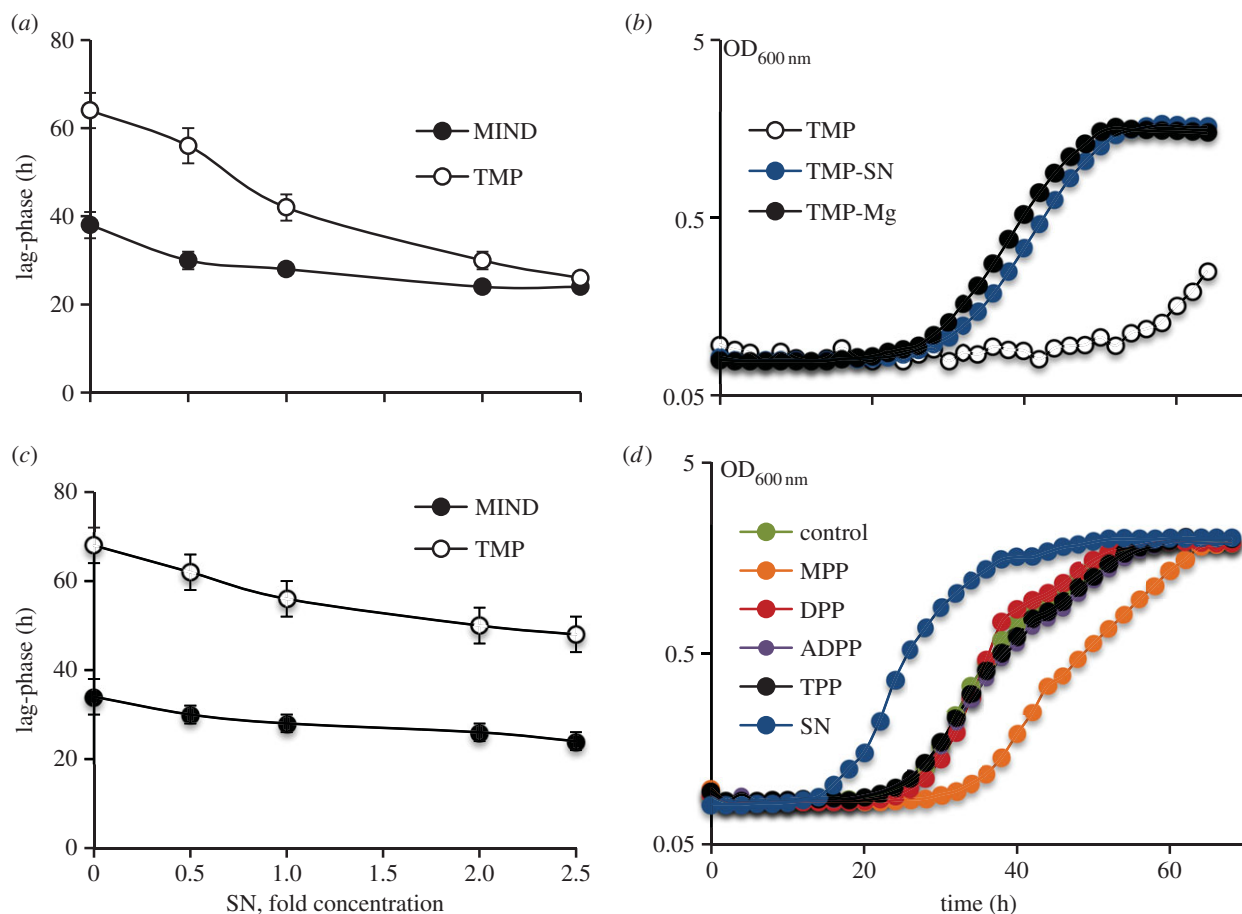 (a)
80
60
40
20
0
lag-phase (h)
MIND
TMP
(b)
5
0.5
0.05
OD600 nm
TMP
TMP-SN
TMP-Mg
(c)
80
60
40
20
0
lag-phase (h)
MIND
TMP
0 0.5 1.0 1.5 2.0 2.5
SN, fold concentration
(d)
5
0.5
0.05
OD600 nm
control
MPP
DPP
ADPP
TPP
SN
0 20 40 60
time (h)